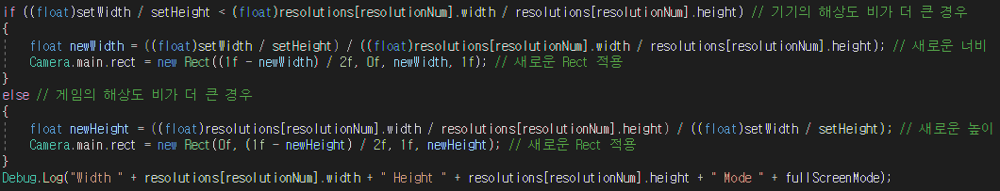 if ((float)setWidth / setHeight < (float)resolutions[resolutionNum].width / resolutions[resolutionNum].height) // 기기의 해상도 비가 더 큰 경우
{
float newWidth = ((float)setWidth / setHeight) / ((float)resolutions[resolutionNum].width / resolutions[resolutionNum].height); // 새로운 너비
Camera.main.rect = new Rect((1f - newWidth) / 2f, 0f, newWidth, 1f); // 새로운 Rect 적용
}
else // 게임의 해상도 비가 더 큰 경우
{
float newHeight = ((float)resolutions[resolutionNum].width / resolutions[resolutionNum].height) / ((float)setWidth / setHeight); // 새로운 높이
Camera.main.rect = new Rect(0f, (1f - newHeight) / 2f, 1f, newHeight); // 새로운 Rect 적용
}
Debug.Log("Width " + resolutions[resolutionNum].width + " Height " + resolutions[resolutionNum].height + " Mode " + fullScreenMode);